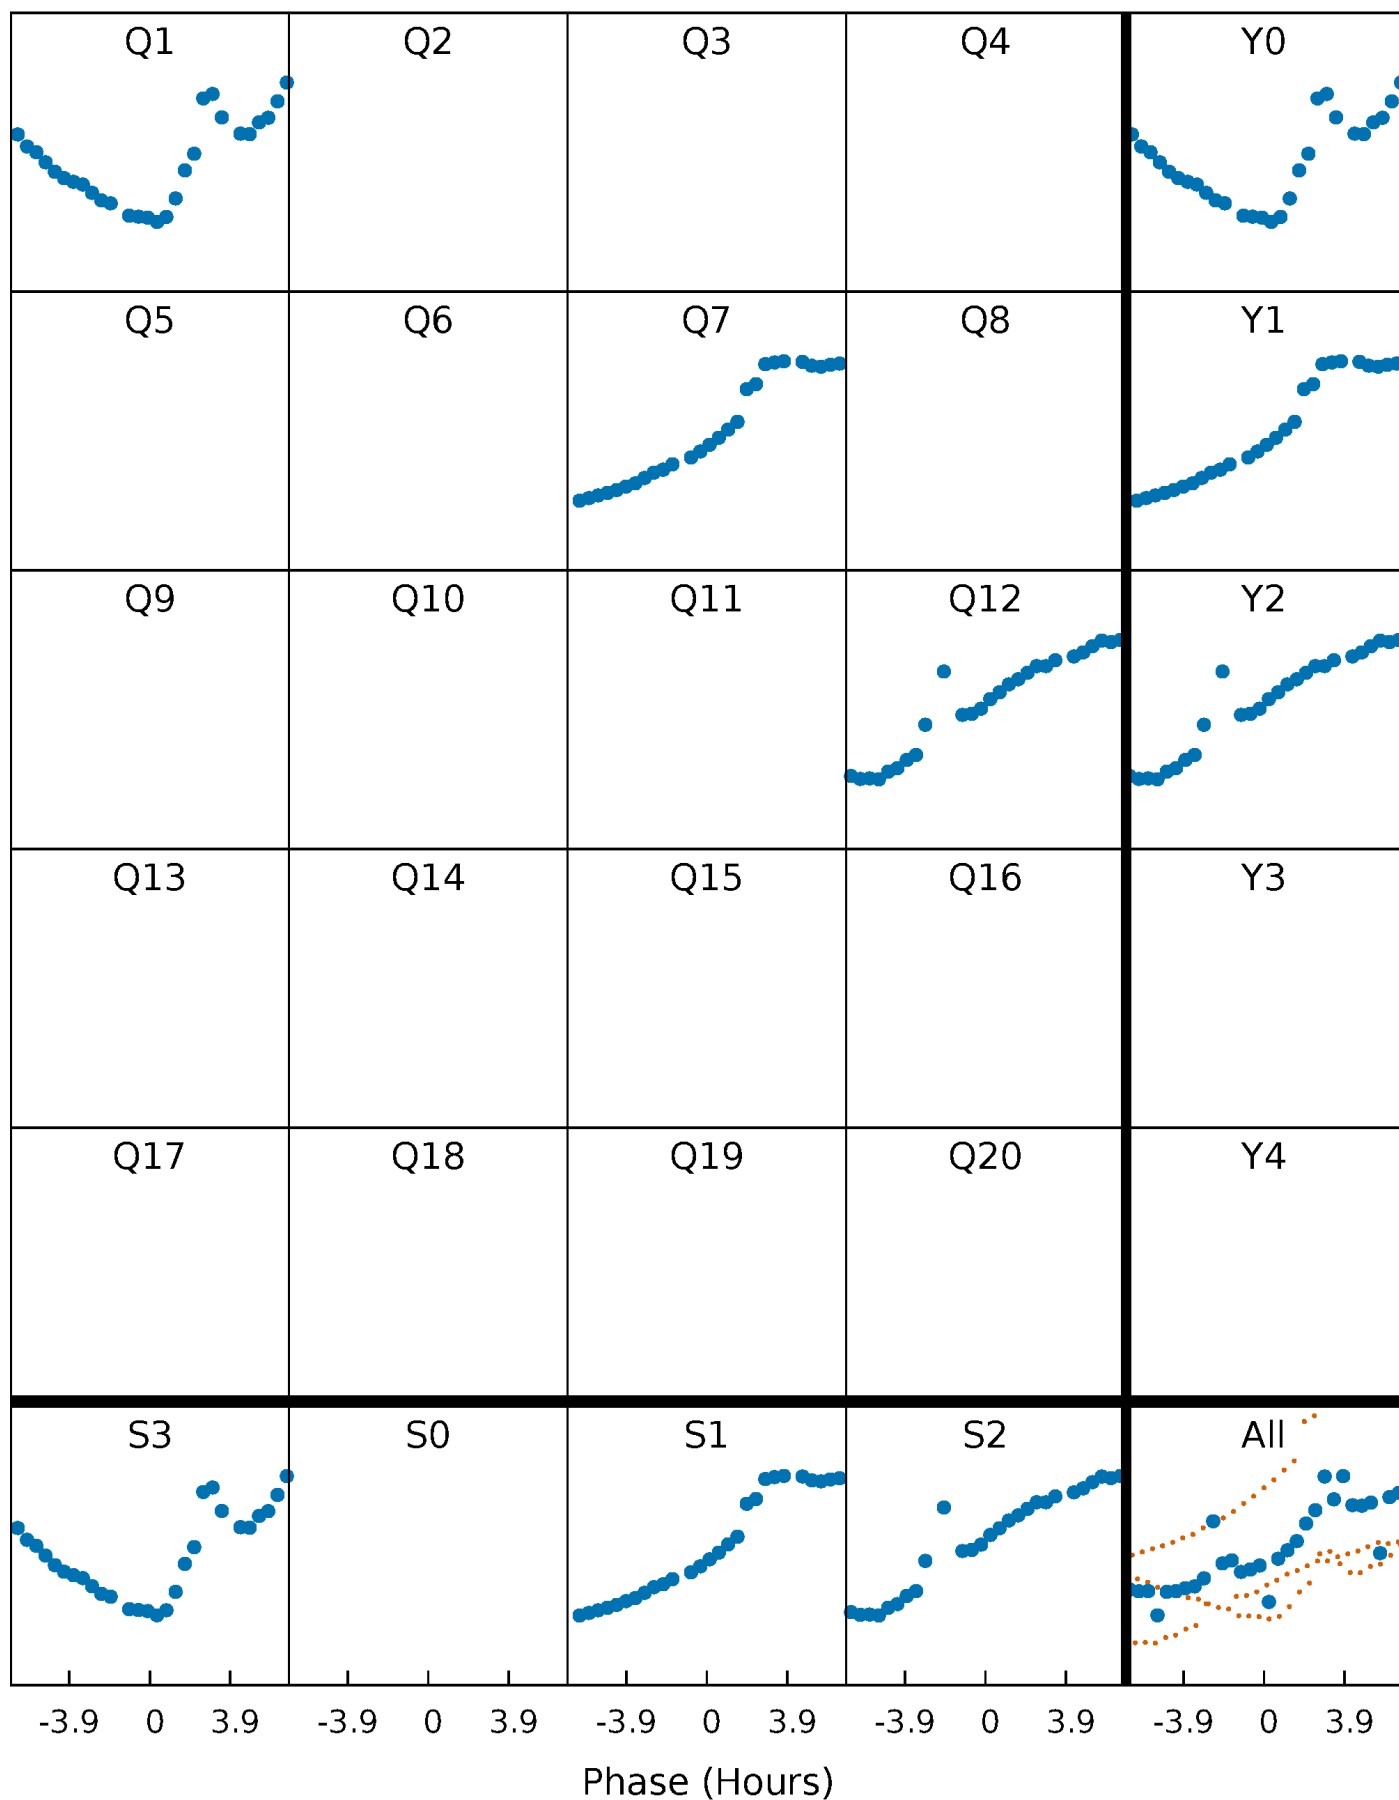 Q1 Q2 Q3 Q4 Y0
Q5 Q6 Q7 Q8 Y1
Q9 Q10 Q11 Q12 Y2
Q13 Q14 Q15 Q16 Y3
Q17 Q18 Q19 Q20 Y4
S3 S0 S1 S2 All
-3.9 0 3.9 -3.9 0 3.9 -3.9 0 3.9 -3.9 0 3.9 -3.9 0 3.9
Phase (Hours)